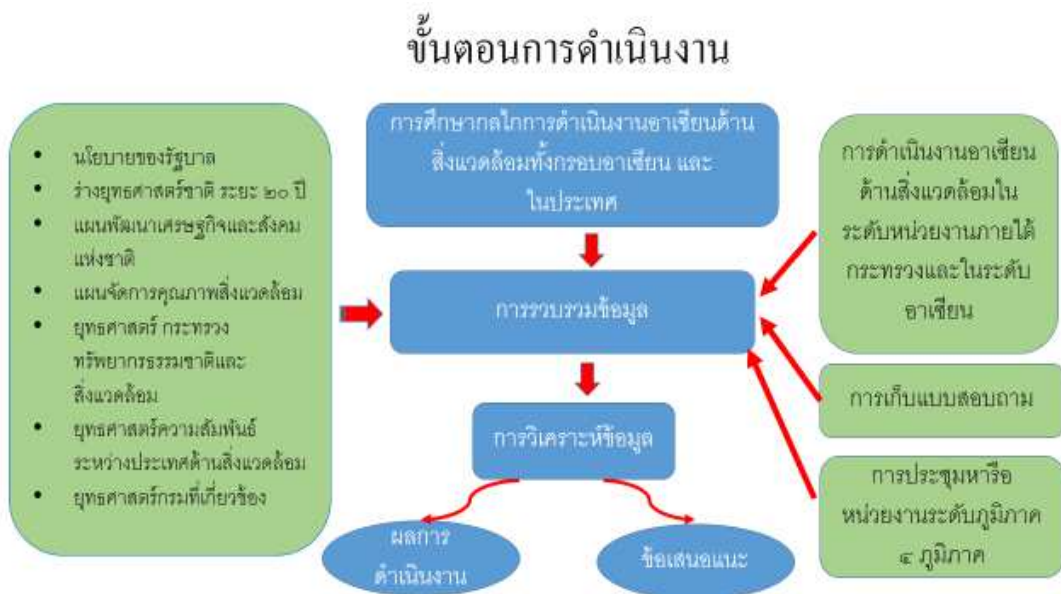 ขั้นตอนการดำเนินงาน
• นโยบายของรัฐบาล
• ร่างยุทธศาสตร์ชาติ ระยะ ๒๐ ปี
• แผนพัฒนาเศรษฐกิจและสังคม
แห่งชาติ
• แผนจัดการคุณภาพสิ่งแวดล้อม
• ยุทธศาสตร์ กระทรวง
ทรัพยากรธรรมชาติและ
สิ่งแวดล้อม
• ยุทธศาสตร์ความสัมพันธ์
ระหว่างประเทศด้านสิ่งแวดล้อม
• ยุทธศาสตร์กรมที่เกี่ยวข้อง
การศึกษากลไกการดำเนินงานอาเซียนด้าน
สิ่งแวดล้อมทั้งกรอบอาเซียน และ
ในประเทศ
การรวบรวมข้อมูล
การวิเคราะห์ข้อมูล
ผลการ
ดำเนินงาน
ข้อเสนอแนะ
การดำเนินงานอาเซียน
ด้านสิ่งแวดล้อมใน
ระดับหน่วยงานภายใต้
กระทรวงและในระดับ
อาเซียน
การเก็บแบบสอบถาม
การประชุมหารือ
หน่วยงานระดับภูมิภาค
๔ ภูมิภาค